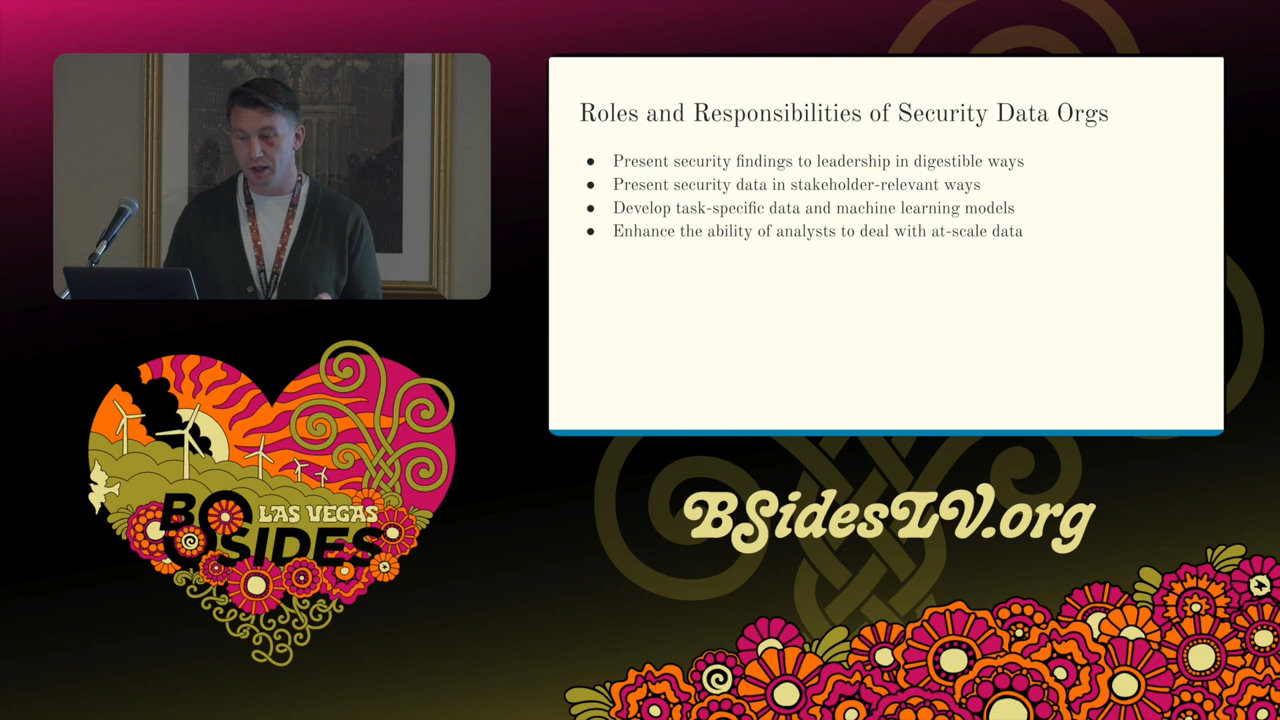 Roles and Responsibilities of Security Data Orgs
● Present security findings to leadership in digestible ways
● Present security data in stakeholder-relevant ways
● Develop task-specific data and machine learning models
● Enhance the ability of analysts to deal with at-scale data
LAS VEGAS
BSIDES
BSidesLV.org